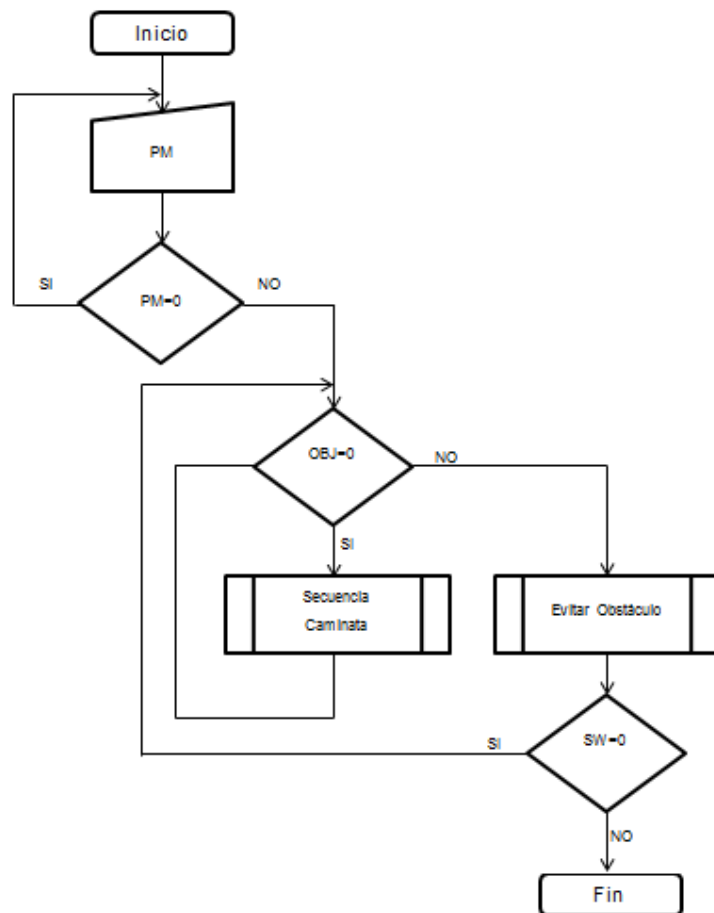 Inicio
PM
PM=0
SI
NO
OBJ=0
NO
SI
Secuencia
Caminata
Evitar Obstáculo
SW=0
SI
NO
Fin